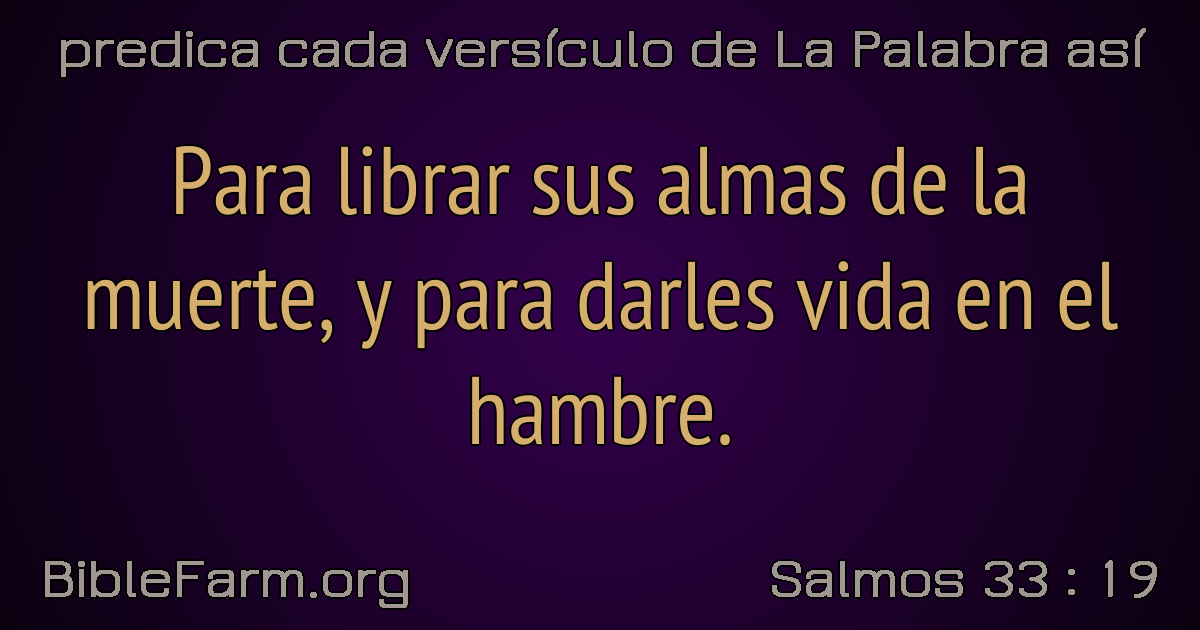 predica cada versículo de La Palabra así
Para librar sus almas de la
muerte, y para darles vida en el
hambre.
BibleFarm.org
Salmos 33 : 19